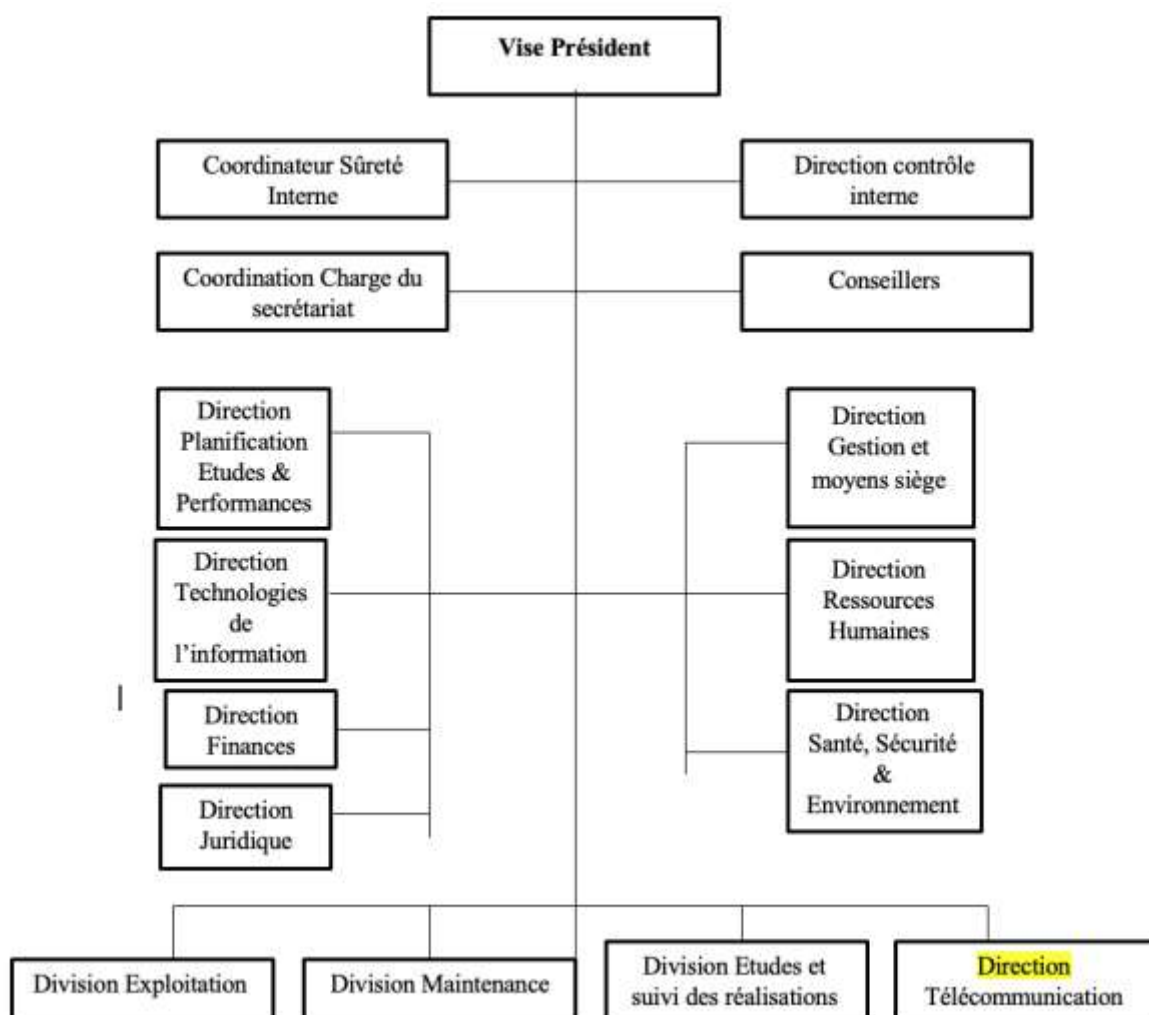 Vise Président
Coordinateur Sûreté
Interne
Direction contrôle
interne
Coordination Charge du
secrétariat
Conseillers
Direction
Planification
Etudes &
Performances
Direction
Gestion et
moyens siège
Direction
Technologies
de
l’information
Direction
Ressources
Humaines
Direction
Finances
Direction
Santé, Sécurité
&
Environnement
Direction
Juridique
Division Exploitation
Division Maintenance
Division Etudes et
suivi des réalisations
Direction
Télécommunication